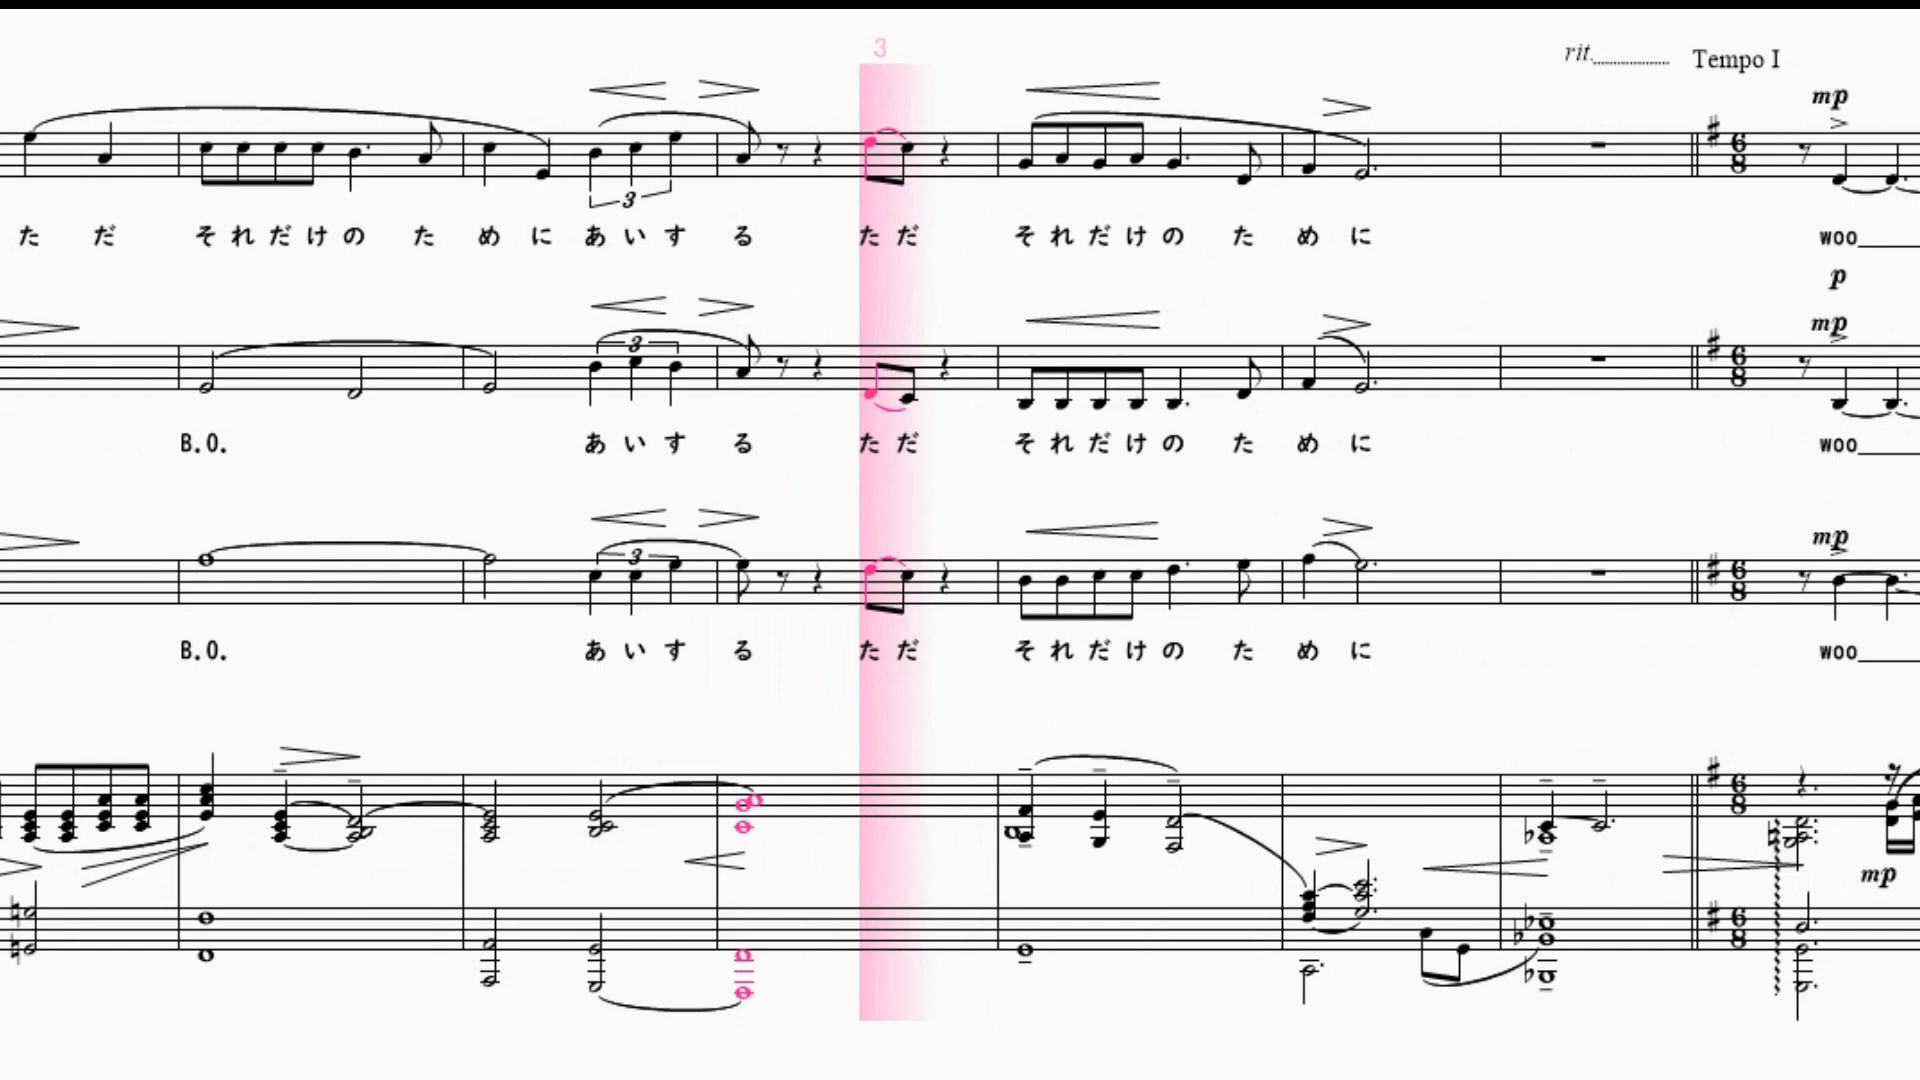 3
rit. Tempo I
mp
3
た だ そ れ だ け の た め に あ い す る た だ そ れ だ け の た め に woo
p
mp
3
B.O. あ い す る た だ そ れ だ け の た め に woo
mp
3
B.O. あ い す る た だ そ れ だ け の た め に woo
mp